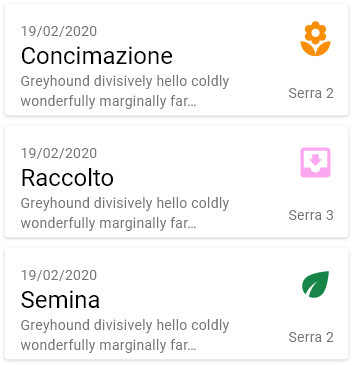 19/02/2020
Concimazione
Greyhound divisively hello coldly
wonderfully marginally far...
Serra 2
19/02/2020
Raccolto
Greyhound divisively hello coldly
wonderfully marginally far...
Serra 3
19/02/2020
Semina
Greyhound divisively hello coldly
wonderfully marginally far...
Serra 2